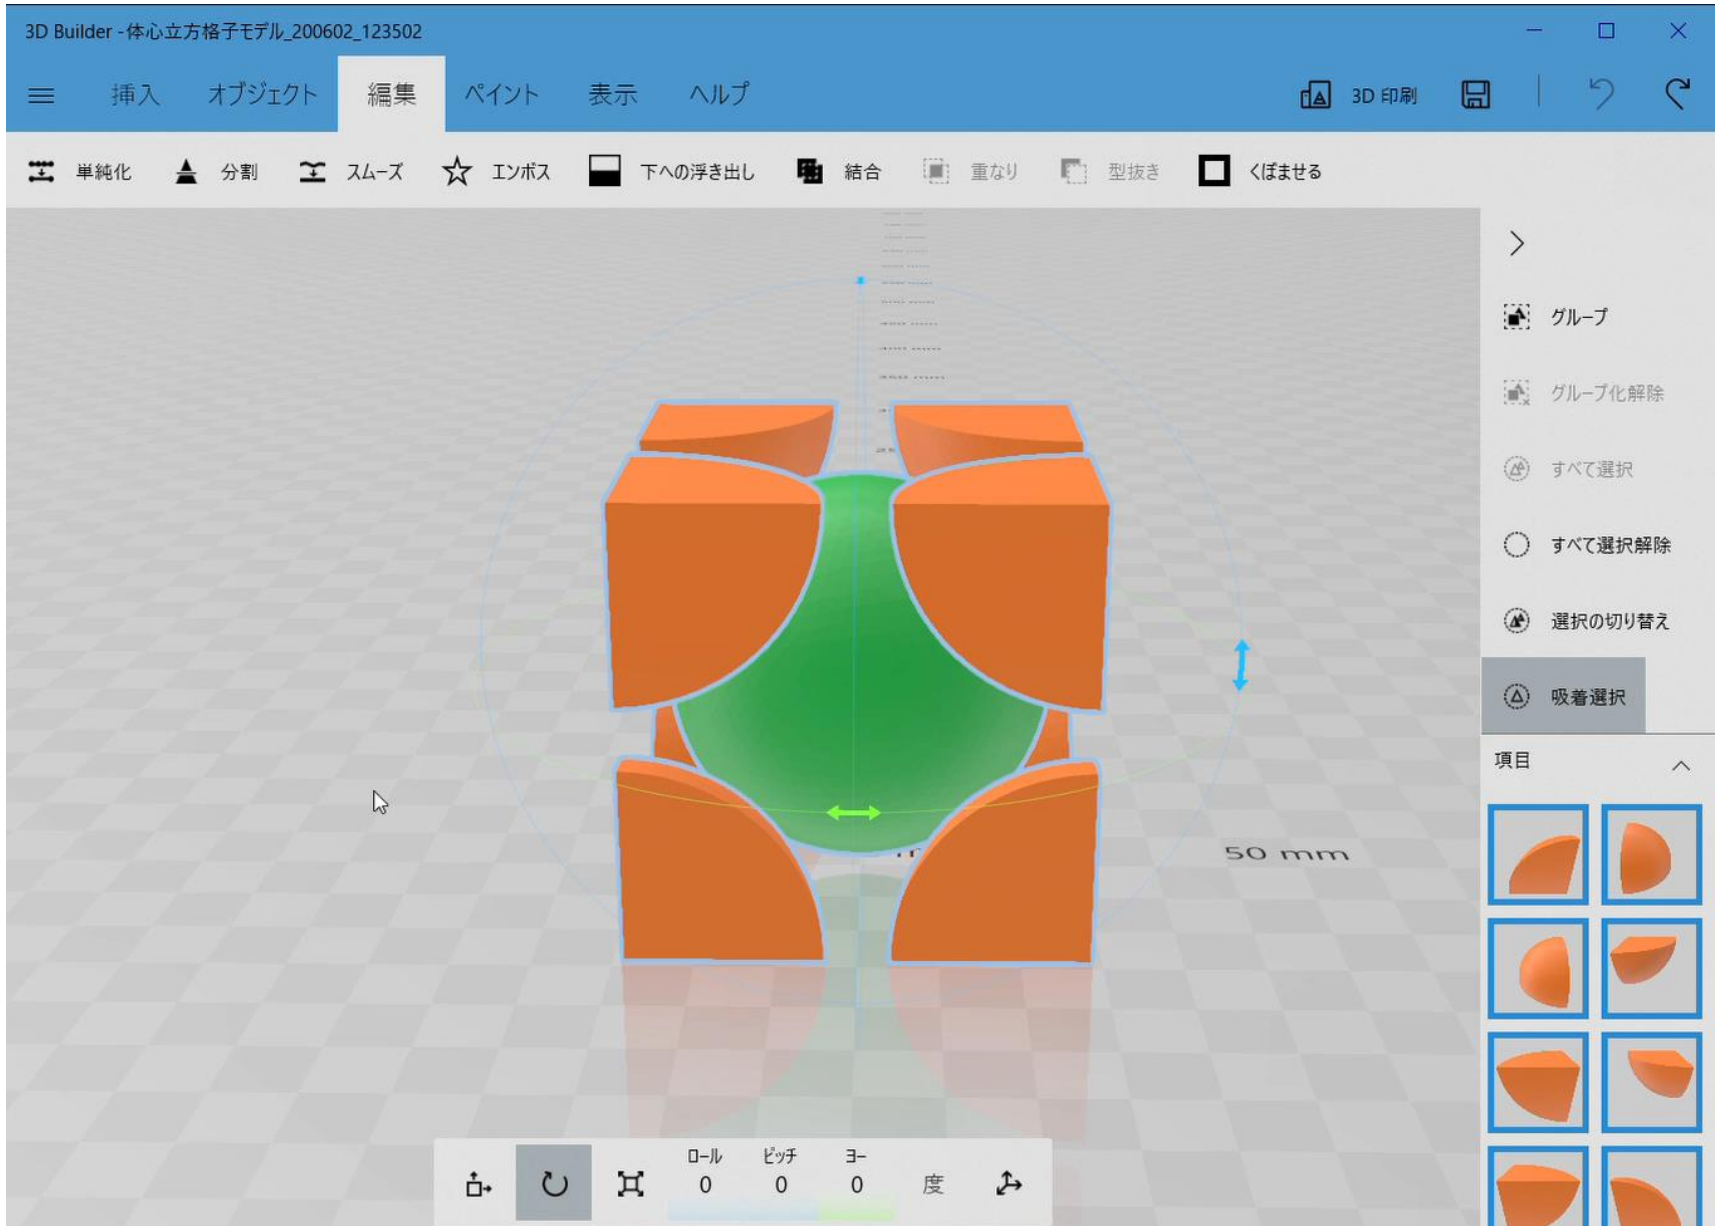 3D Builder -体心立方格子モデル_200602_123502
挿入 オブジェクト 編集 ペイント 表示 ヘルプ 3D 印刷
単純化 分割 スムーズ エンボス 下への浮き出し 結合 重なり 型抜き くぼませる
グループ
グループ化解除
すべて選択
すべて選択解除
選択の切り替え
吸着選択
項目
50 mm
ロール ピッチ ヨー
0 0 0 度